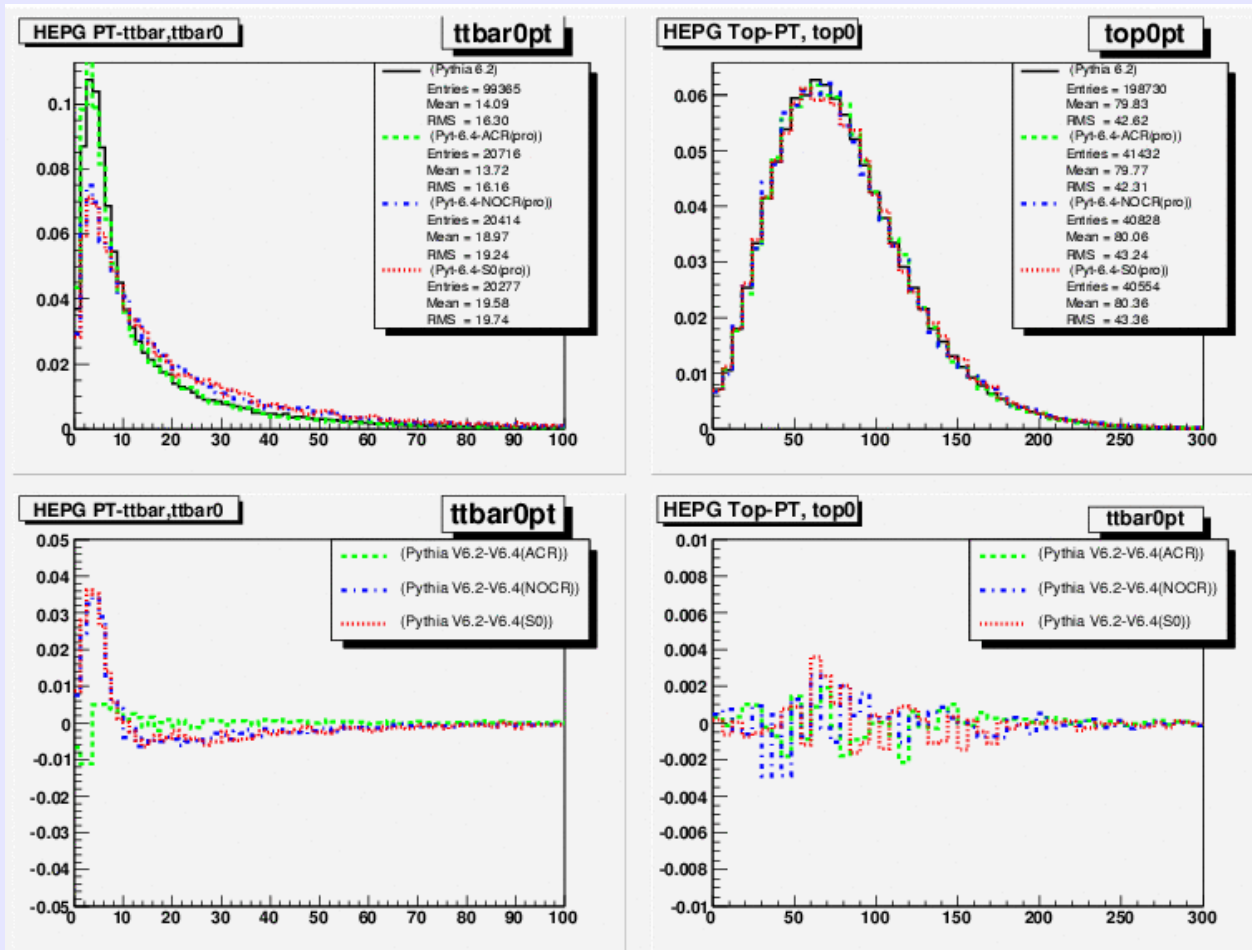 HEPG PT-ttbar,ttbar0
ttbar0pt
(Pythia 6.2)
Entries = 99365
Mean = 14.09
RMS = 16.30
(Pyt-6.4-ACR(pro)
Entries = 20716
Mean = 13.72
RMS = 16.16
(Pyt-6.4-NOCR(pro)
Entries = 20414
Mean = 18.97
RMS = 19.24
(Pyt-6.4-S0(pro))
Entries = 20277
Mean = 19.58
RMS = 19.74
0.1
0.08
0.06
0.04
0.02
0
0 10 20 30 40 50 60 70 80 90 100
HEPG Top-PT, top0
top0pt
(Pythia 6.2)
Entries = 198730
Mean = 79.83
RMS = 42.62
(Pyt-6.4-ACR(pro)
Entries = 41432
Mean = 79.77
RMS = 42.31
(Pyt-6.4-NOCR(pro))
Entries = 40828
Mean = 80.06
RMS = 43.24
(Pyt-6.4-S0(pro)
Entries = 40554
Mean = 80.36
RMS = 43.36
0.06
0.05
0.04
0.03
0.02
0.01
0
0 50 100 150 200 250 300
HEPG PT-ttbar,ttbar0
ttbar0pt
(Pythia V6.2-V6.4(ACR))
(Pythia V6.2-V6.4(NOCR))
(Pythia V6.2-V6.4(S0))
0.05
0.04
0.03
0.02
0.01
0
-0.01
-0.02
-0.03
-0.04
-0.05
0 10 20 30 40 50 60 70 80 90 100
HEPG Top-PT, top0
ttbar0pt
(Pythia V6.2-V6.4(ACR))
(Pythia V6.2-V6.4(NOCR))
(Pythia V6.2-V6.4(S0))
0.01
0.008
0.006
0.004
0.002
0
-0.002
-0.004
-0.006
-0.008
-0.01
0 50 100 150 200 250 300